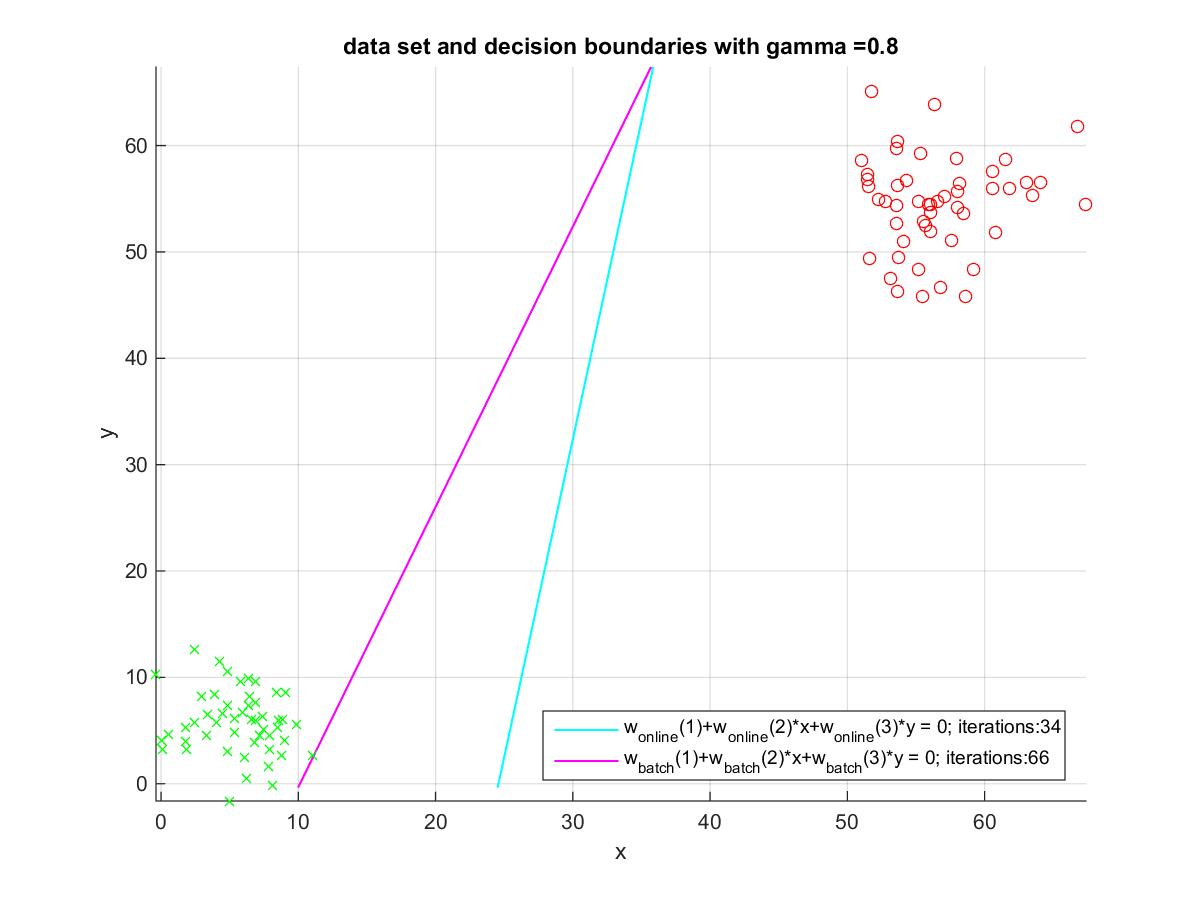 data set and decision boundaries with gamma =0.8
60
50
40
30
20
10
0
y
w_online(1)+w_online(2)*x+w_online(3)*y = 0; iterations:34
w_batch(1)+w_batch(2)*x+w_batch(3)*y = 0; iterations:66
0 10 20 30 40 50 60
x